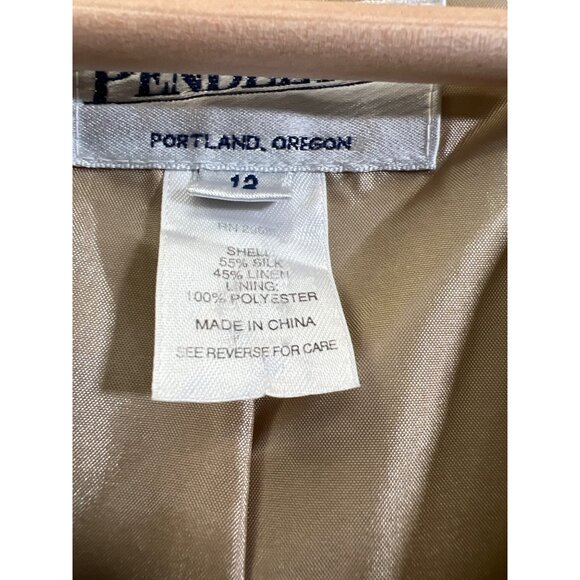 PORTLAND, OREGON
12
SHELL:
55% SILK
45% LINEN
LINING:
100% POLYESTER
MADE IN CHINA
SEE REVERSE FOR CARE